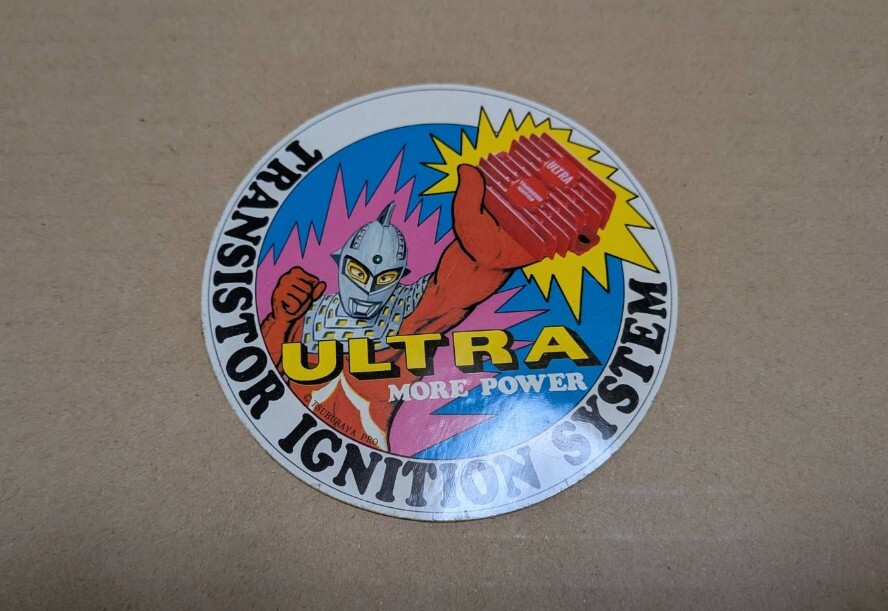 TRANSISTOR IGNITION SYSTEM
ULTRA
ULTRA
MORE POWER
© TSUBURAYA PRO